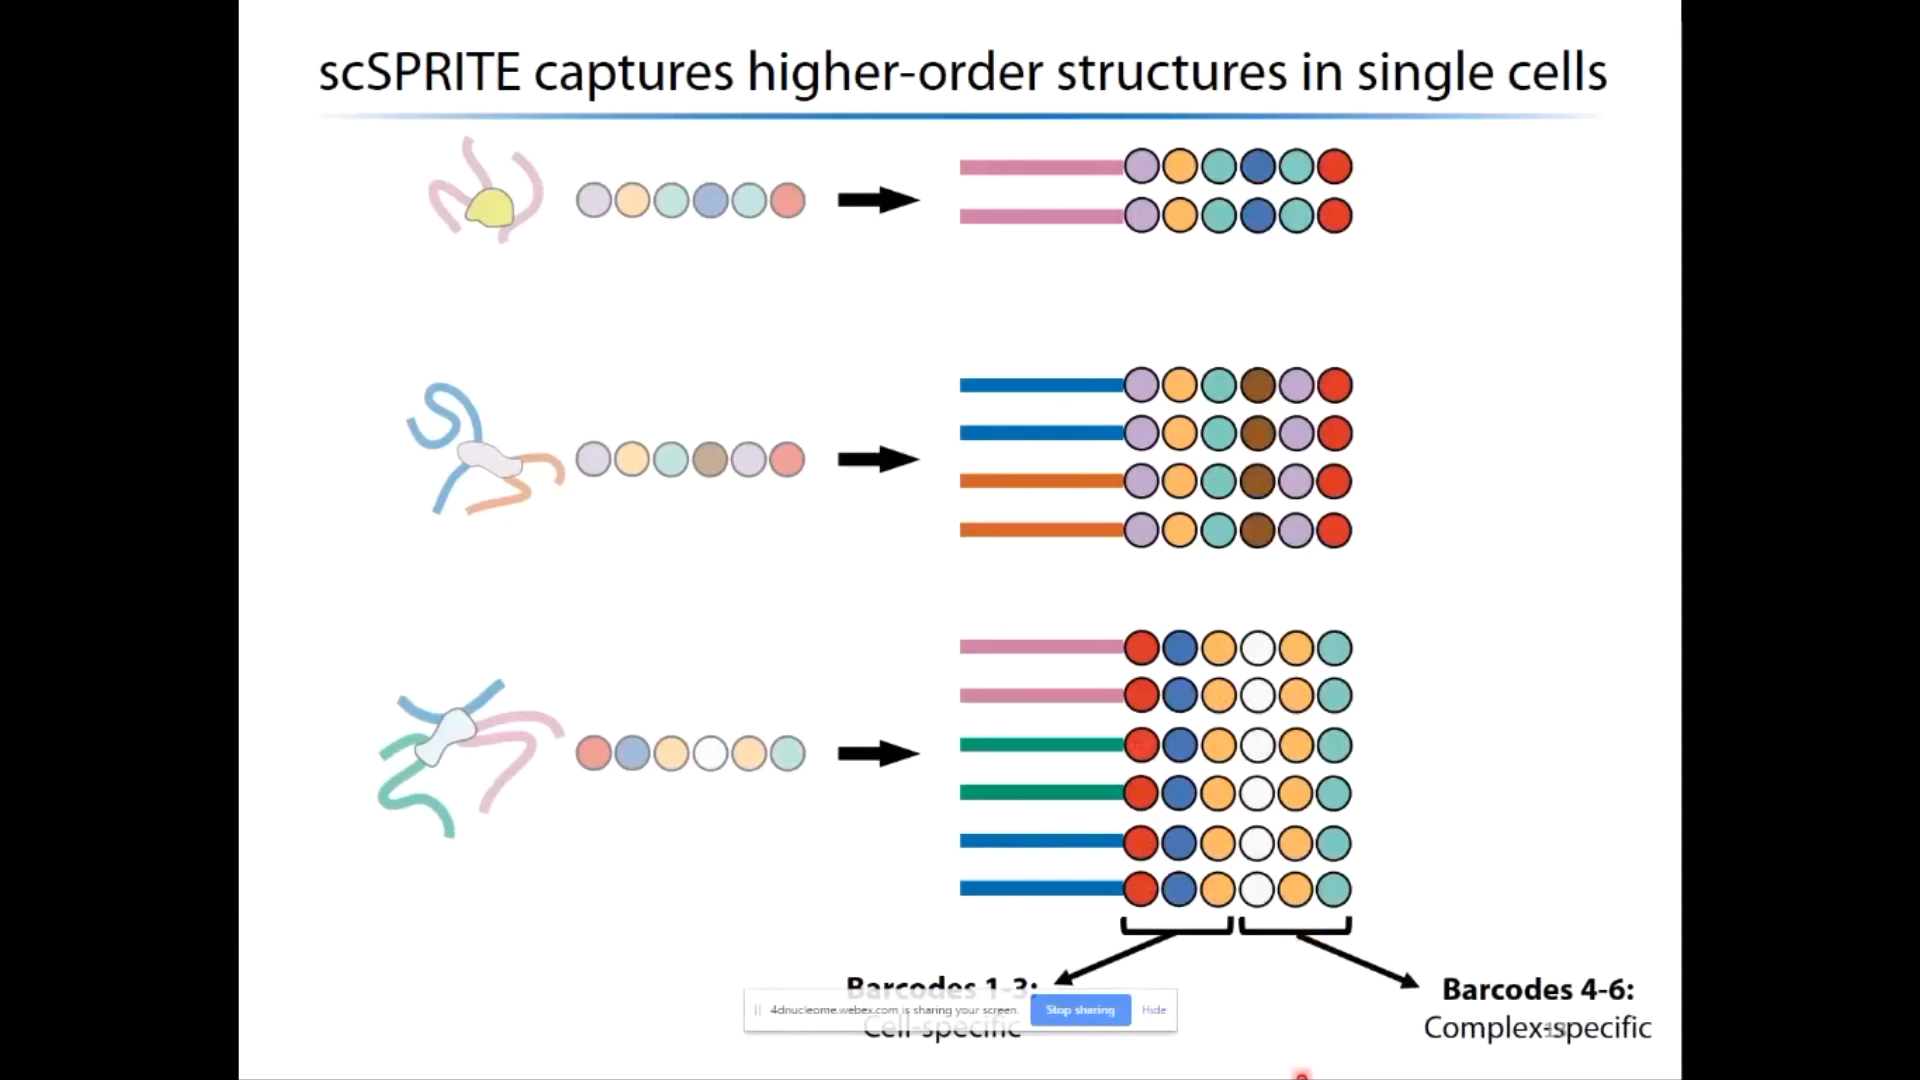 scSPRITE captures higher-order structures in single cells
Barcodes 1-3:
Cell-specific
4dnucleome.webex.com is sharing your screen.
Stop sharing
Hide
Barcodes 4-6:
Complex-specific